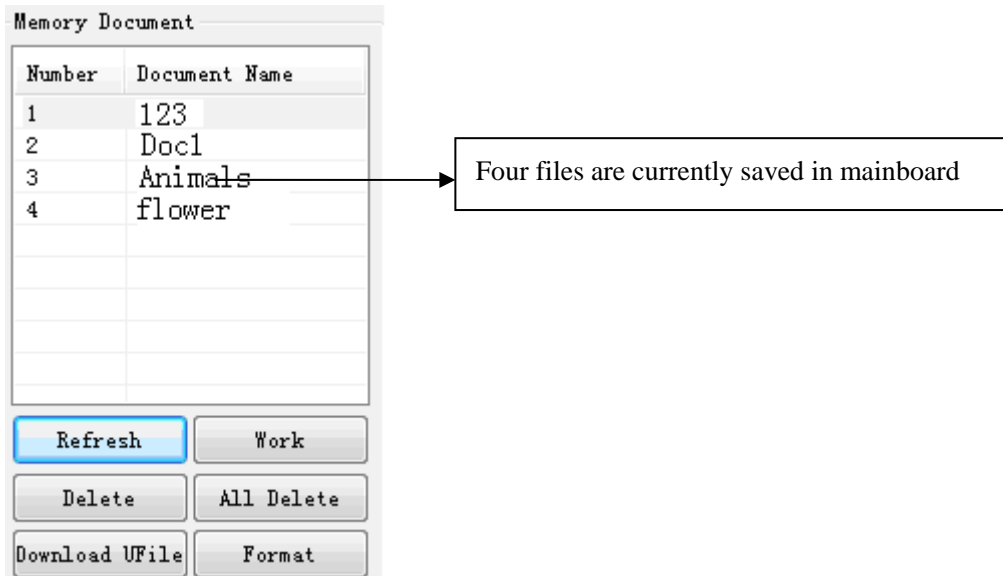 Memory Document
Number Document Name
1 123
2 Doc1
3 Animals
4 flower
Four files are currently saved in mainboard
Refresh Work
Delete All Delete
Download UFile Format